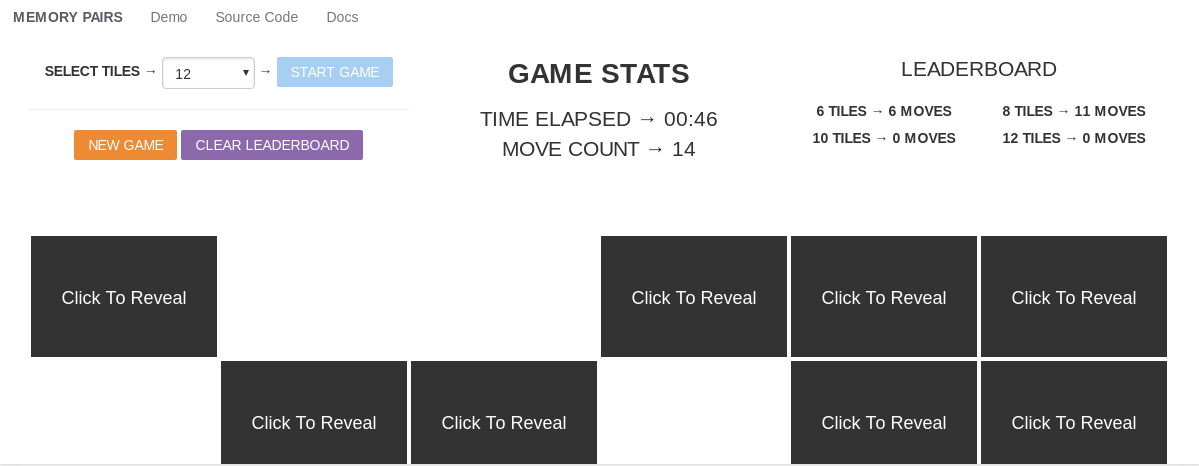 MEMORY PAIRS Demo Source Code Docs
SELECT TILES → 12 → START GAME
NEW GAME CLEAR LEADERBOARD
GAME STATS
TIME ELAPSED → 00:46
MOVE COUNT → 14
LEADERBOARD
6 TILES → 6 MOVES 8 TILES → 11 MOVES
10 TILES → 0 MOVES 12 TILES → 0 MOVES
Click To Reveal Click To Reveal Click To Reveal Click To Reveal
Click To Reveal Click To Reveal Click To Reveal Click To Reveal